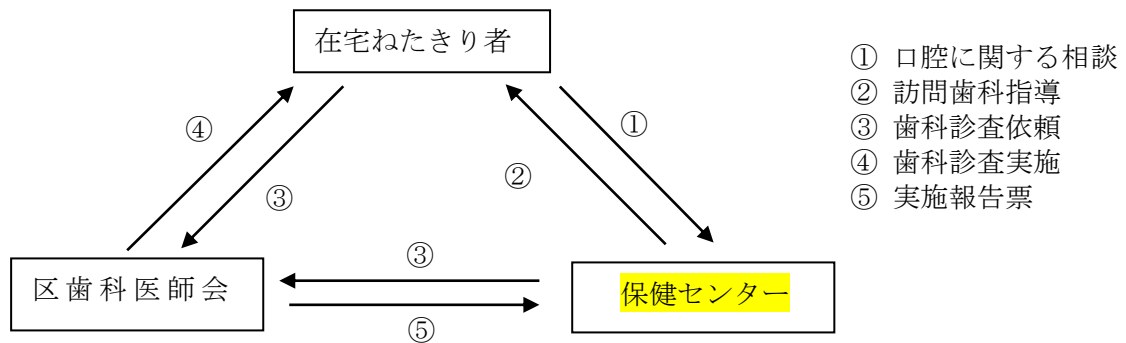 在宅ねたきり者
① 口腔に関する相談
② 訪問歯科指導
③ 歯科診査依頼
④ 歯科診査実施
⑤ 実施報告票
④
①
③
②
区歯科医師会
③
保健センター
⑤